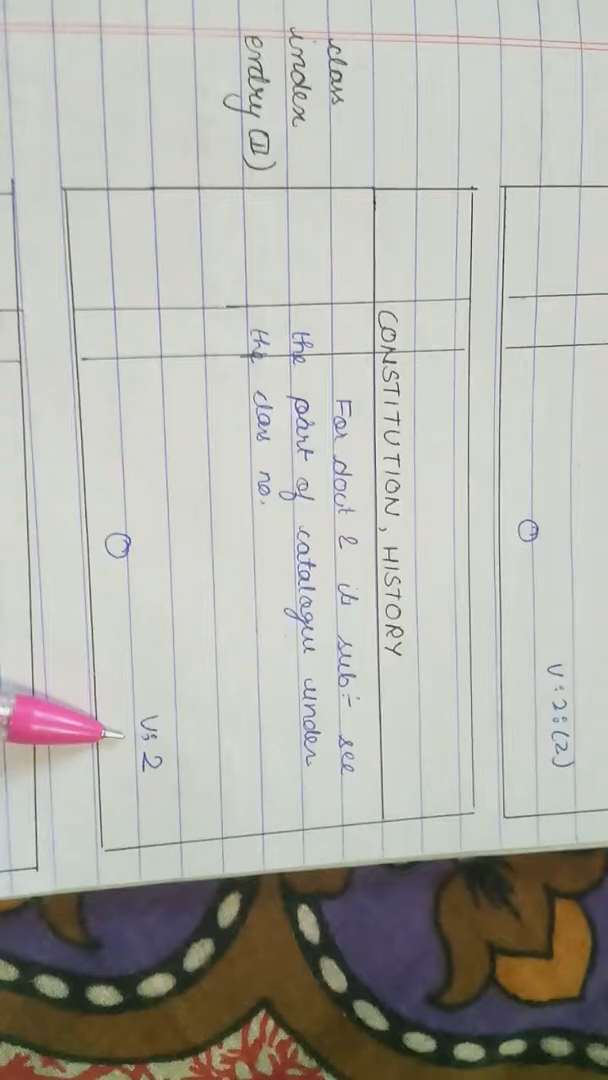 class
index
entry (II)
CONSTITUTION, HISTORY
For doct & its sub :- see
the part of catalogue under
the class no.
V: 2
V: 2: (2)